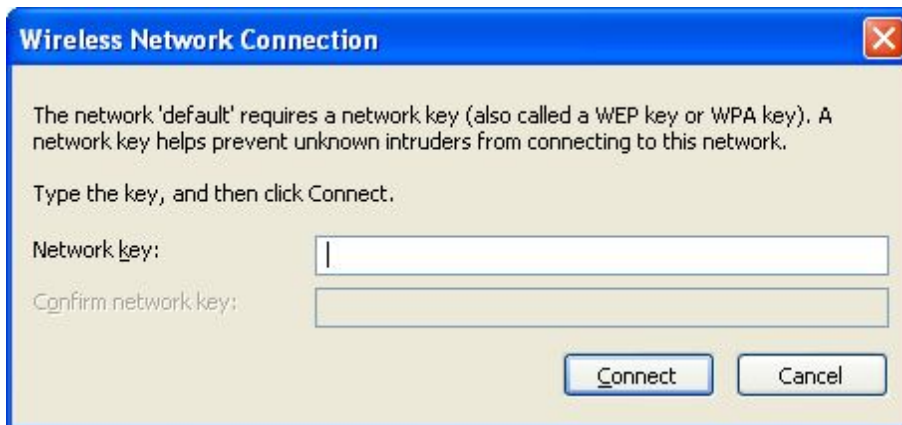 Wireless Network Connection
The network 'default' requires a network key (also called a WEP key or WPA key). A
network key helps prevent unknown intruders from connecting to this network.
Type the key, and then click Connect.
Network key:
Confirm network key:
Connect Cancel